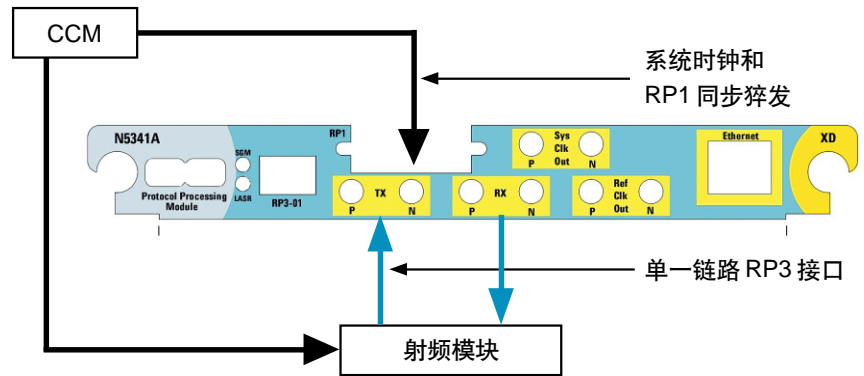 CCM
系统时钟和
RP1 同步猝发
N5341A
RP1
Sys
Clk
P Out N
Ethernet
XD
SGM
LASR
RP3-01
Protocol Processing
Module
TX
P N
RX
P N
Ref
Clk
P Out N
单一链路 RP3 接口
射频模块